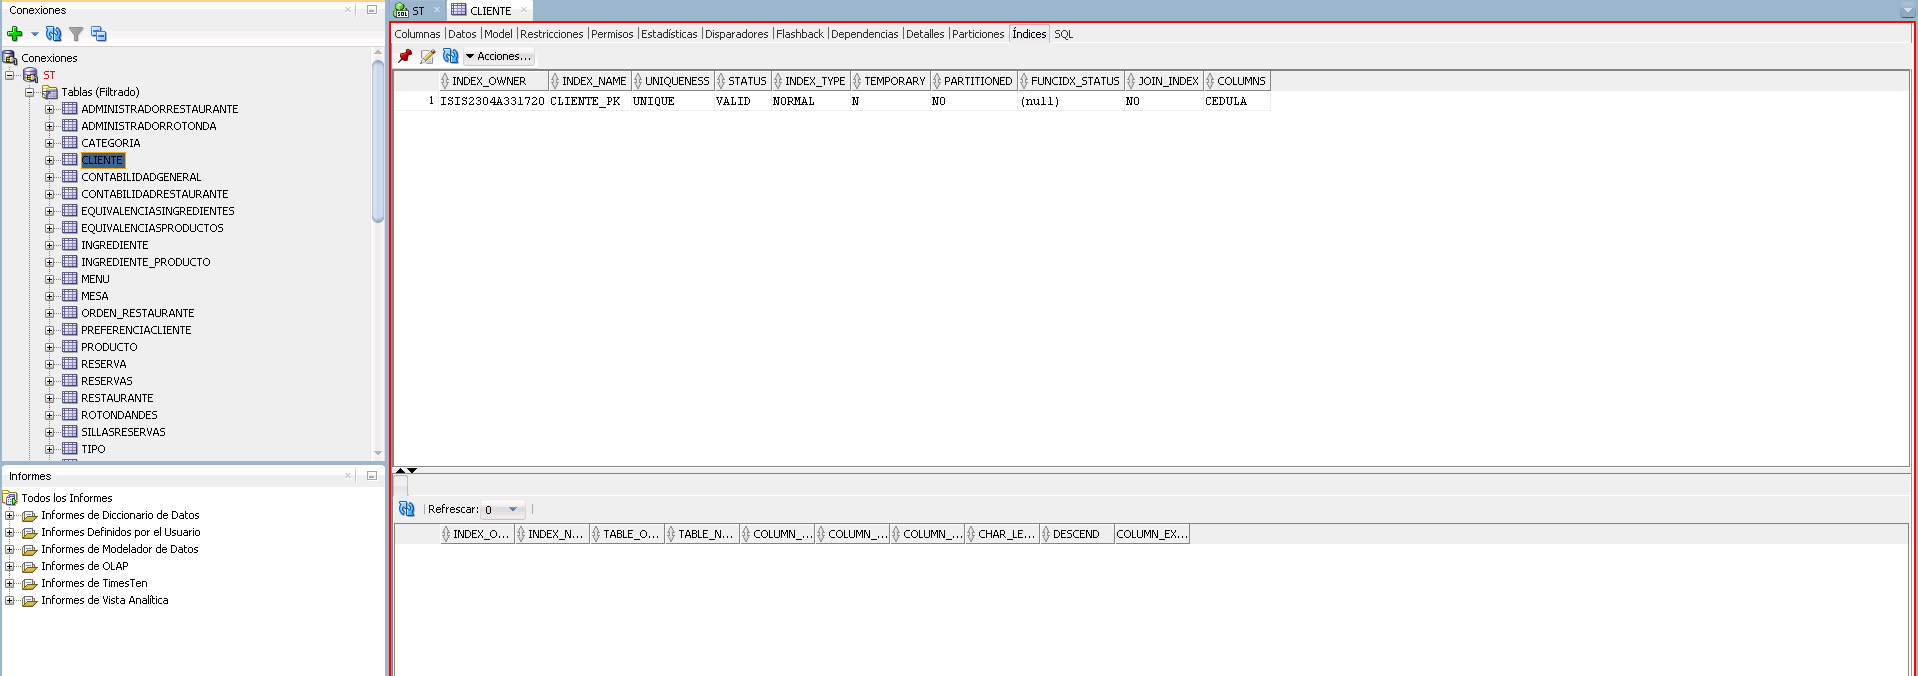 Conexiones
Conexiones
ST
Tablas (Filtrado)
ADMINISTRADORRESTAURANTE
ADMINISTRADORROTONDA
CATEGORIA
CLIENTE
CONTABILIDADGENERAL
CONTABILIDADRESTAURANTE
EQUIVALENCIASINGREDIENTES
EQUIVALENCIASPRODUCTOS
INGREDIENTE
INGREDIENTE_PRODUCTO
MENU
MESA
ORDEN_RESTAURANTE
PREFERENCIACLIENTE
PRODUCTO
RESERVA
RESERVAS
RESTAURANTE
ROTONDANDES
SILLASRESERVAS
TIPO
Informes
Todos los Informes
Informes de Diccionario de Datos
Informes Definidos por el Usuario
Informes de Modelador de Datos
Informes de OLAP
Informes de TimesTen
Informes de Vista Analítica
SQL ST CLIENTE
Columnas Datos Model Restricciones Permisos Estadísticas Disparadores Flashback Dependencias Detalles Particiones Índices SQL
Acciones...
INDEX_OWNER INDEX_NAME UNIQUENESS STATUS INDEX_TYPE TEMPORARY PARTITIONED FUNCIDX_STATUS JOIN_INDEX COLUMNS
1 ISIS2304A331720 CLIENTE_PK UNIQUE VALID NORMAL N NO (null) NO CEDULA
Refrescar: 0
INDEX_O... INDEX_N... TABLE_O... TABLE_N... COLUMN_... COLUMN_... COLUMN_... CHAR_LE... DESCEND COLUMN_EX...